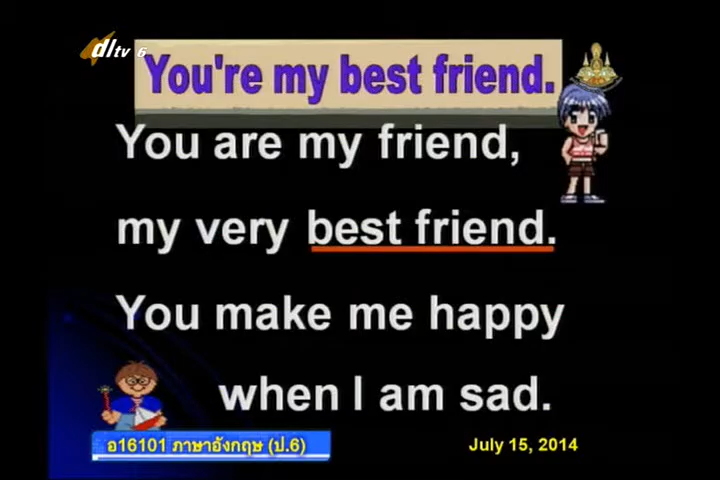 dltv 6
You're my best friend.
You are my friend,
my very best friend.
You make me happy
when I am sad.
อ16101 ภาษาอังกฤษ (ป.6)
July 15, 2014